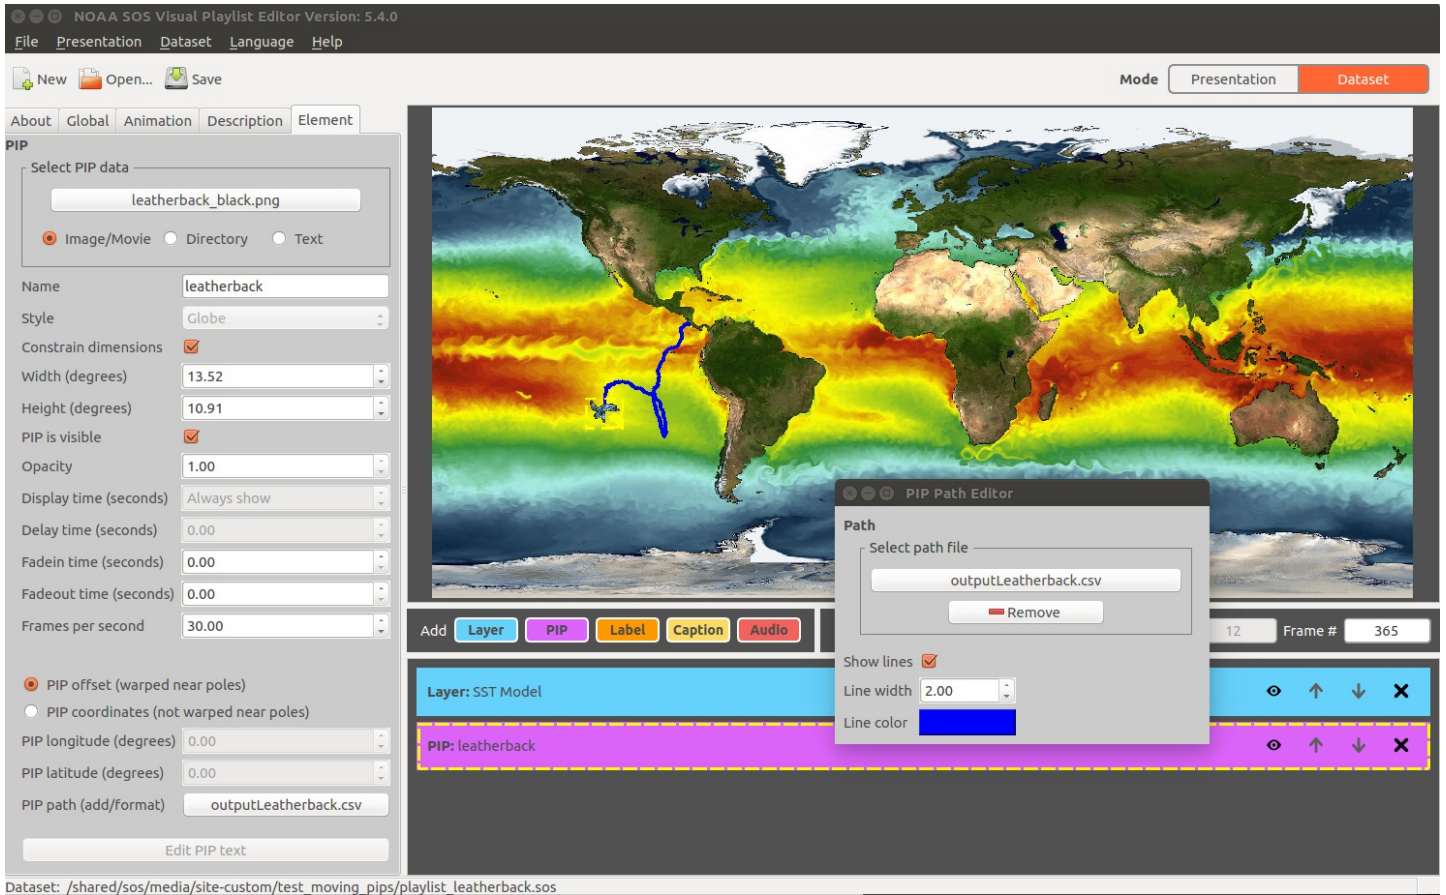 NOAA SOS Visual Playlist Editor Version: 5.4.0
File Presentation Dataset Language Help
New Open... Save Mode Presentation Dataset
About Global Animation Description Element
PIP
Select PIP data
leatherback_black.png
Image/Movie Directory Text
Name leatherback
Style Globe
Constrain dimensions
Width (degrees) 13.52
Height (degrees) 10.91
PIP is visible
Opacity 1.00
Display time (seconds) Always show
Delay time (seconds) 0.00
Fadein time (seconds) 0.00
Fadeout time (seconds) 0.00
Frames per second 30.00
PIP offset (warped near poles)
PIP coordinates (not warped near poles)
PIP longitude (degrees) 0.00
PIP latitude (degrees) 0.00
PIP path (add/format) outputLeatherback.csv
Edit PIP text
PIP Path Editor
Path
Select path file
outputLeatherback.csv
Remove
Show lines
Line width 2.00
Line color
Add Layer PIP Label Caption Audio
12 Frame # 365
Layer: SST Model
PIP: leatherback
Dataset: /shared/sos/media/site-custom/test_moving_pips/playlist_leatherback.sos